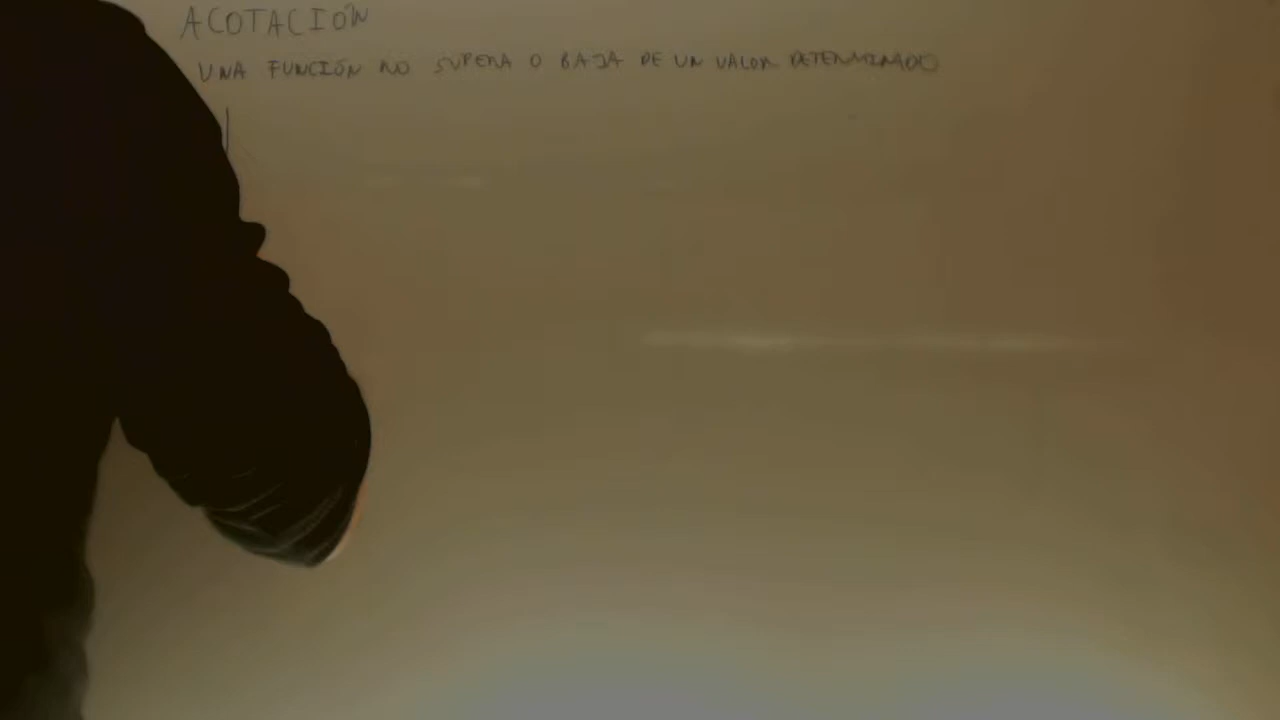 ACOTACIÓN
UNA FUNCIÓN NO SUPERA O BAJA DE UN VALOR DETERMINADO